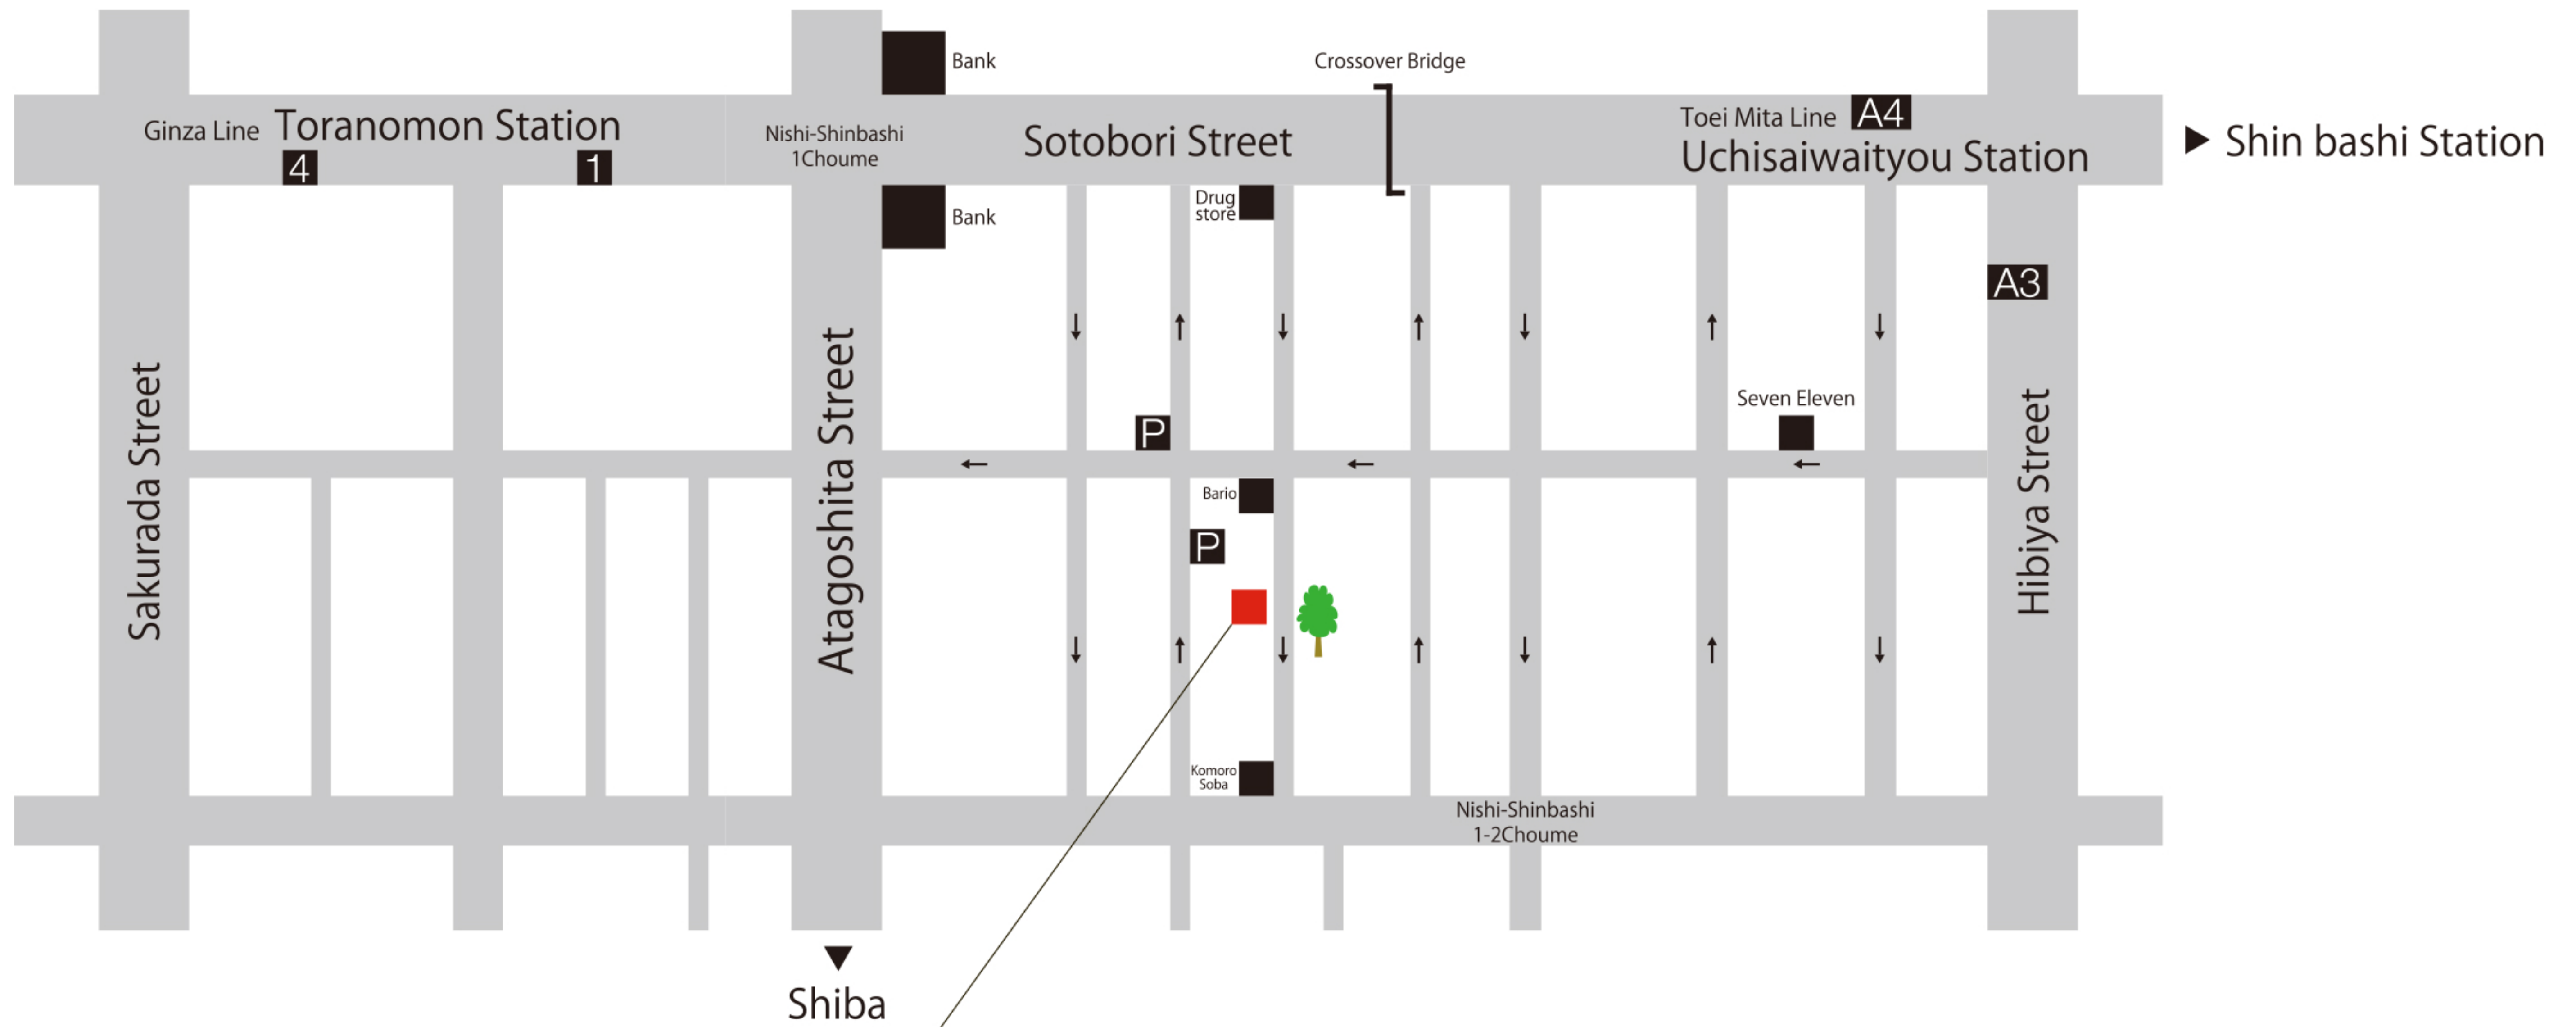 Bank
Crossover Bridge
Ginza Line
Toranomon Station
4
1
Nishi-Shinbashi
1Choume
Sotobori Street
Toei Mita Line
A4
Uchisaiwaityou Station
Shin bashi Station
Bank
Drug
store
A3
Sakurada Street
Atagoshita Street
Hibiya Street
Seven Eleven
P
Bario
P
Komoro
Soba
Nishi-Shinbashi
1-2Choume
Shiba